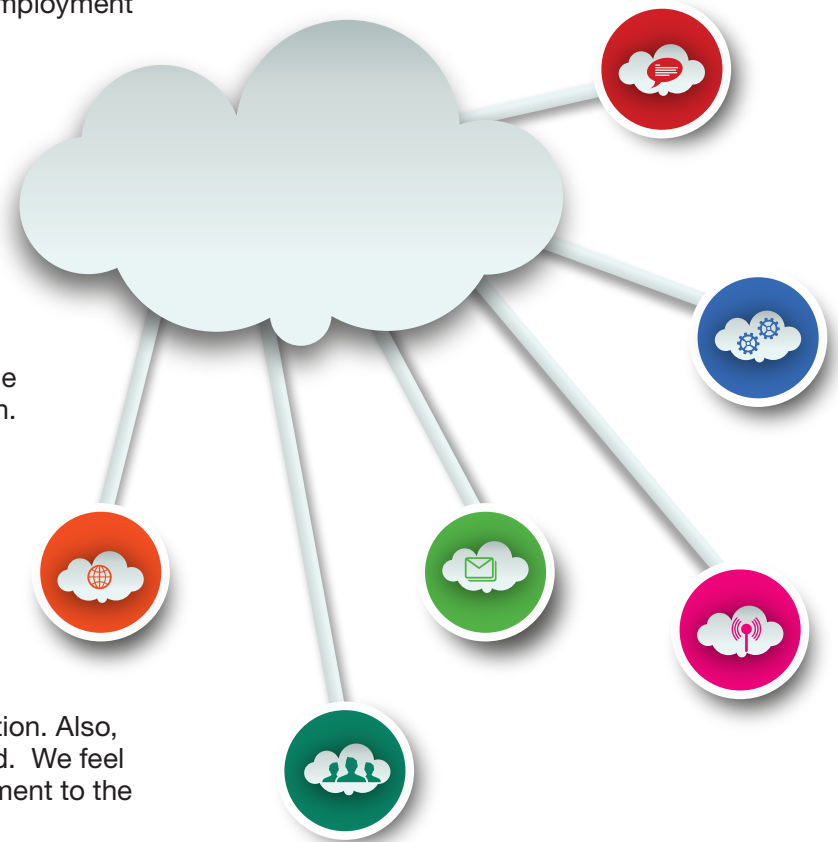 mployment
e
n.
tion. Also,
d.  We feel
ment to the